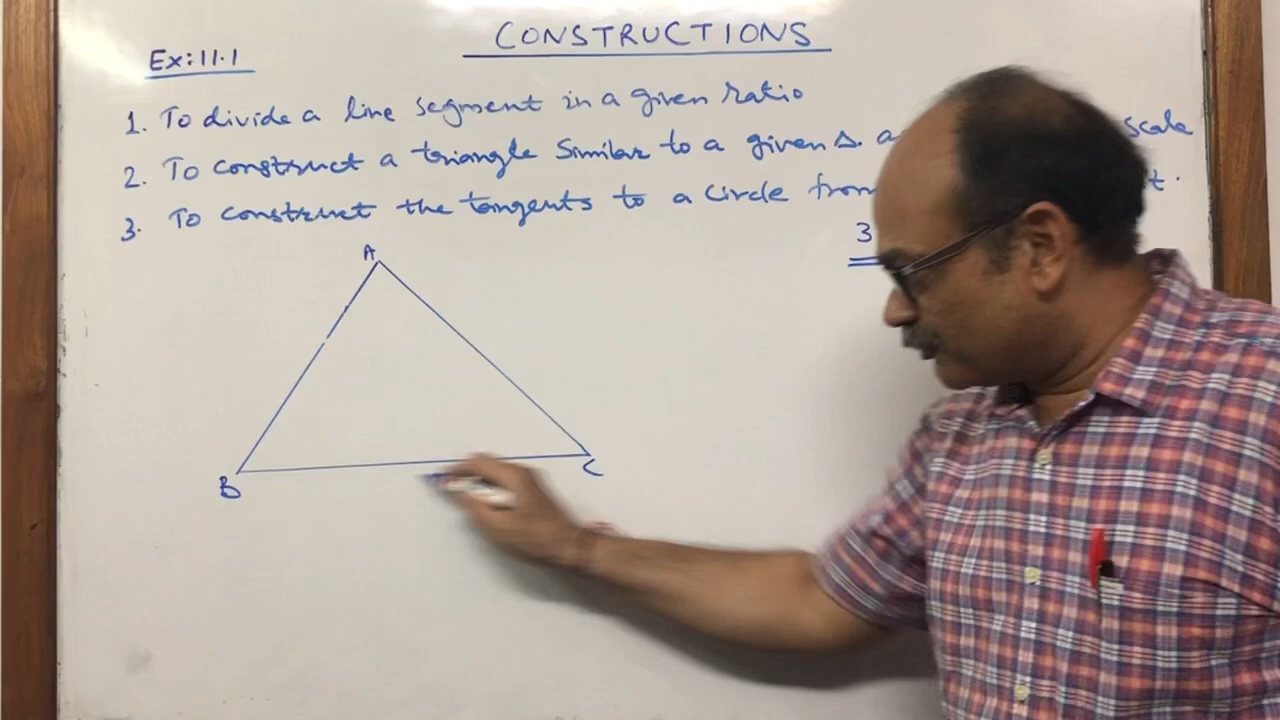 CONSTRUCTIONS
Ex:11.1
1. To divide a line segment in a given ratio
2. To construct a triangle similar to a given Δ. scale
3. To construct the tangents to a circle from
3
A
B
C